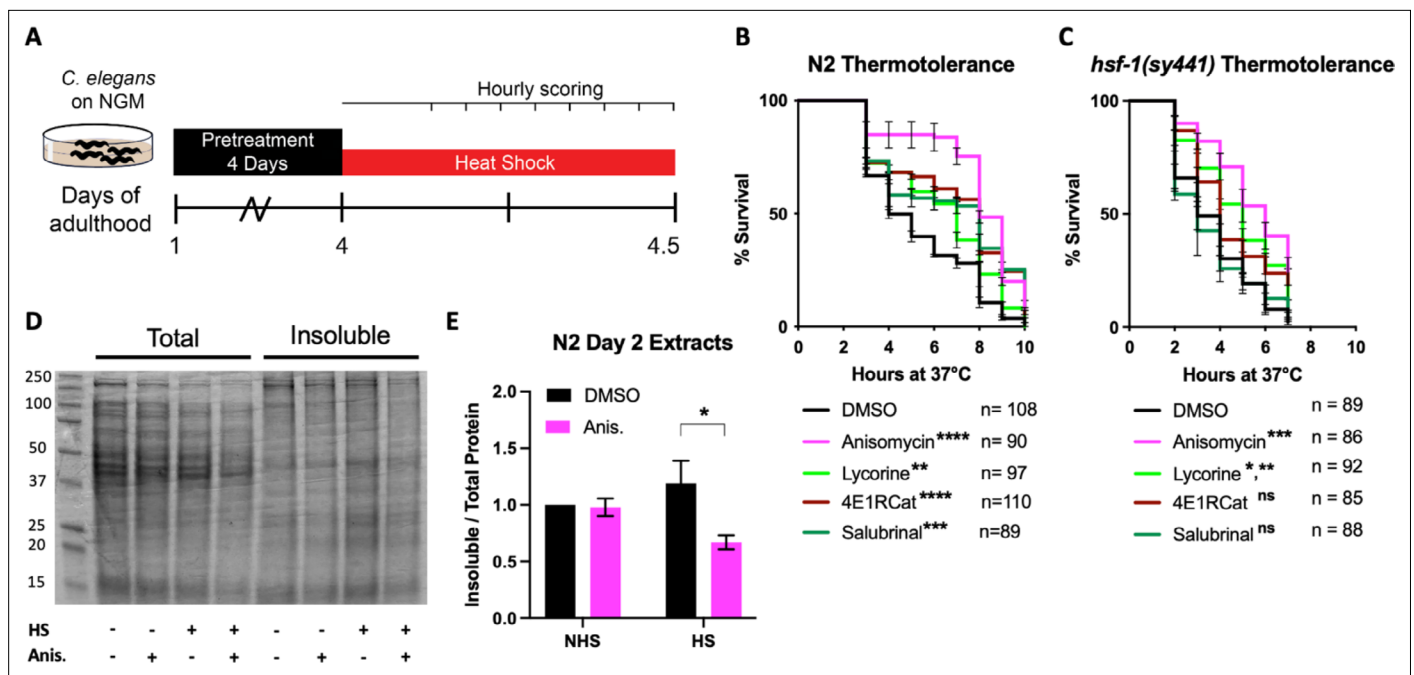 A
C. elegans
on NGM
Hourly scoring
Pretreatment
4 Days
Heat Shock
Days of
adulthood
1
4
4.5
B
N2 Thermotolerance
% Survival
100
50
0
0 2 4 6 8 10
Hours at 37°C
DMSO n= 108
Anisomycin**** n= 90
Lycorine** n= 97
4E1RCat**** n=110
Salubrinal*** n=89
C
hsf-1(sy441) Thermotolerance
% Survival
100
50
0
0 2 4 6 8 10
Hours at 37°C
DMSO n = 89
Anisomycin*** n = 86
Lycorine *,** n = 92
4E1RCat ns n = 85
Salubrinal ns n = 88
D
Total Insoluble
250
100
50
37
25
20
15
HS - - + + - - + +
Anis. - + - + - + - +
E
N2 Day 2 Extracts
Insoluble / Total Protein
2.0
1.5
1.0
0.5
0.0
DMSO
Anis.
*
NHS HS